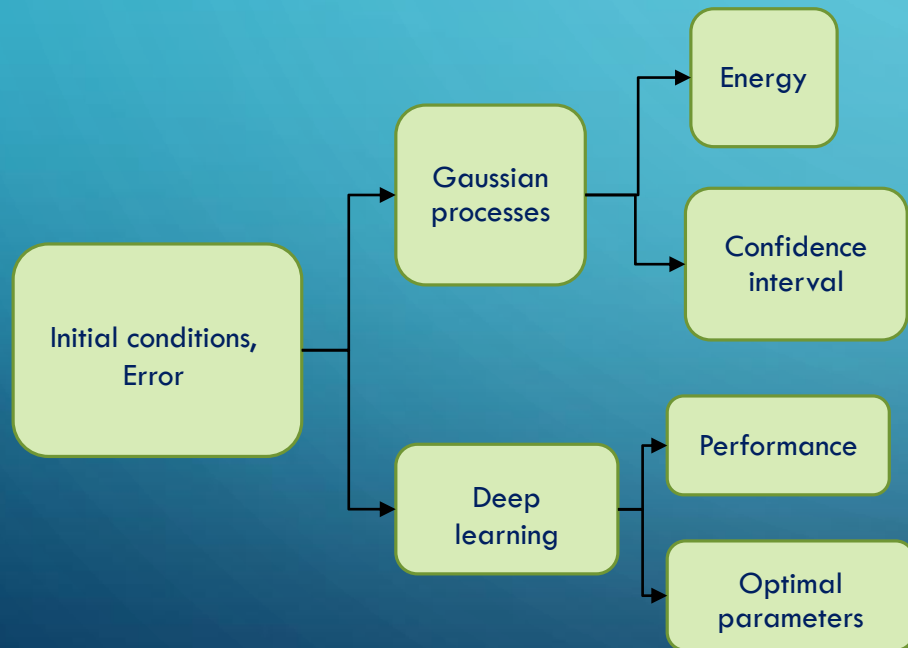 Energy
Gaussian
processes
Confidence
interval
Initial conditions,
Error
Performance
Deep
learning
Optimal
parameters